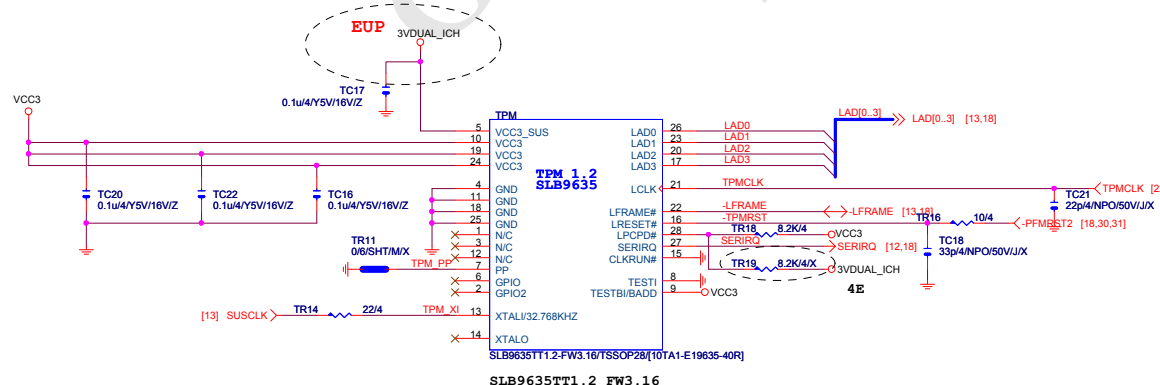 EUP
3VDUAL_ICH
TC17
0.1u/4/Y5V/16V/Z
VCC3
TPM
5 VCC3_SUS
10 VCC3
19 VCC3
24 VCC3
4 GND
11 GND
18 GND
25 GND
1 N/C
3 N/C
12 N/C
7 PP
6 GPIO
2 GPIO2
13 XTALI/32.768KHZ
14 XTALO
TPM 1.2
SLB9635
LAD0 26 LAD0
LAD1 23 LAD1
LAD2 20 LAD2
LAD3 17 LAD3
LAD[0..3]
LAD[0..3] [13,18]
LCLK 21 TPMCLK
TPMCLK [2
LFRAME# 22 -LFRAME
-LFRAME [13,18]
LRESET# 16 -TPMRST
TR16
10/4
-PFMRST2 [18,30,31]
LPCPD# 28
TR18 8.2K/4
VCC3
SERIRQ 27 SERIRQ
SERIRQ [12,18]
CLKRUN# 15
TR19 8.2K/4/X
3VDUAL_ICH
4E
TESTI 8
TESTBI/BADD 9
VCC3
TC21
22p/4/NPO/50V/J/X
TC18
33p/4/NPO/50V/J/X
TC20
0.1u/4/Y5V/16V/Z
TC22
0.1u/4/Y5V/16V/Z
TC16
0.1u/4/Y5V/16V/Z
TR11
0/6/SHT/M/X
TPM_PP
[13] SUSCLK
TR14 22/4
TPM_XI
SLB9635TT1.2-FW3.16/TSSOP28/[10TA1-E19635-40R]
SLB9635TT1.2 FW3.16